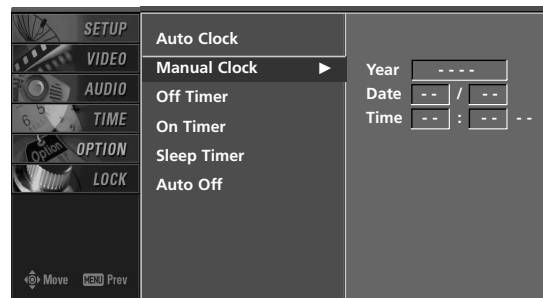 SETUP
VIDEO
AUDIO
TIME
Option OPTION
LOCK
Move MENU Prev
Auto Clock
Manual Clock ►
Off Timer
On Timer
Sleep Timer
Auto Off
Year - - - -
Date - - / - -
Time - - : - - - -